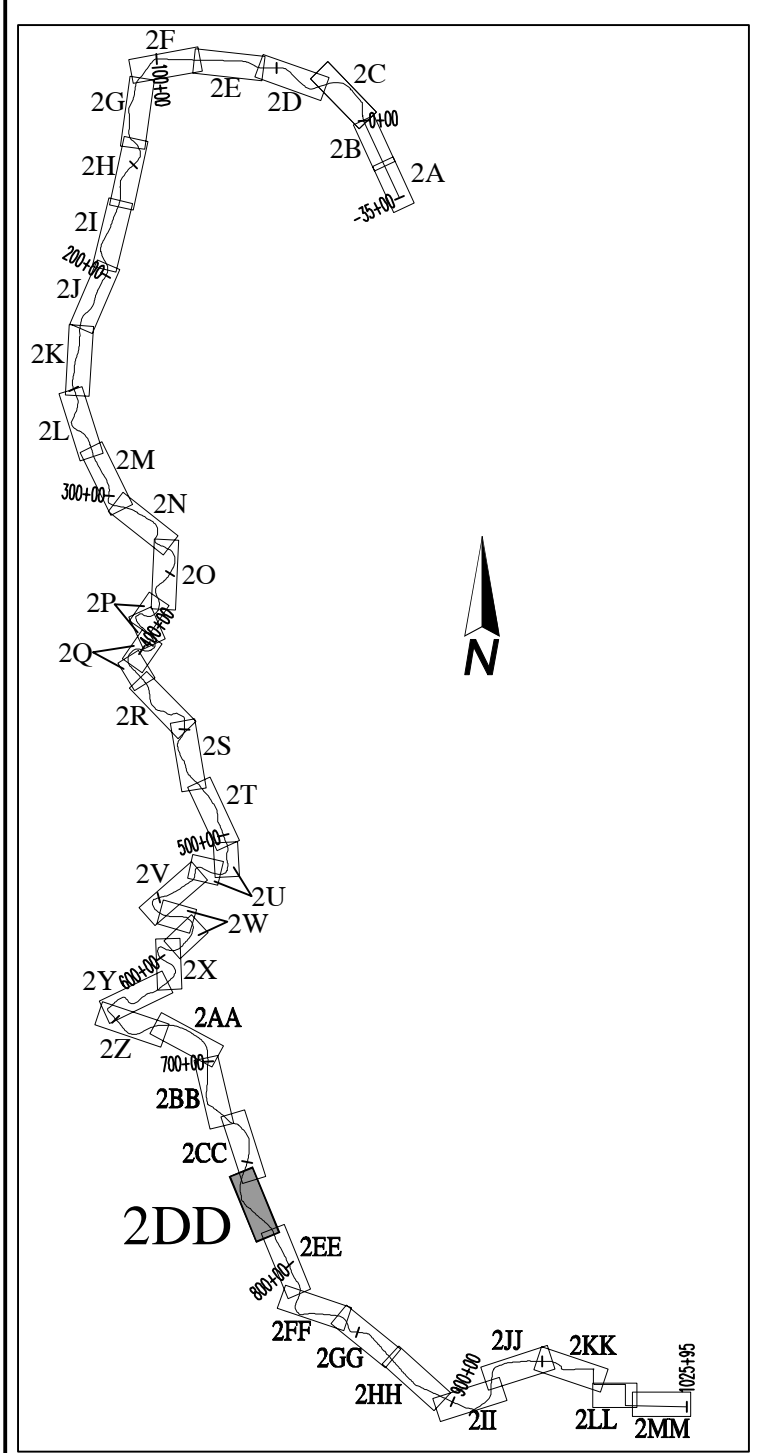 2F
2C
2E
2D
100+00
2G
0+00
2B
2H
2A
-35+00
2I
200+00
2J
2K
2L
2M
300+00
2N
2O
2P
400+00
2Q
N
2R
2S
2T
500+00
2V
2U
2W
600+00
2X
2Y
2AA
2Z
700+00
2BB
2CC
2DD
2EE
800+00
2FF
2GG
2JJ
2KK
1025+95
900+00
2HH
2II
2LL
2MM